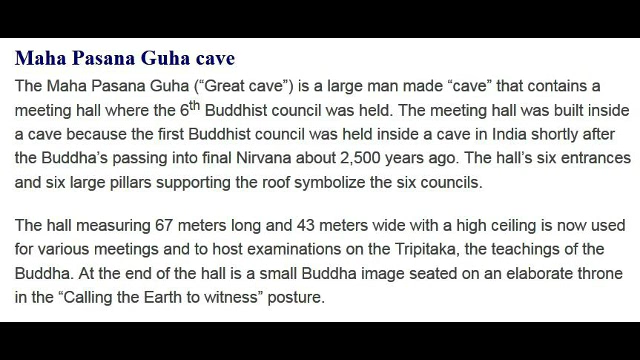 Maha Pasana Guha cave
The Maha Pasana Guha (“Great cave”) is a large man made “cave” that contains a
meeting hall where the 6th Buddhist council was held. The meeting hall was built inside
a cave because the first Buddhist council was held inside a cave in India shortly after
the Buddha’s passing into final Nirvana about 2,500 years ago. The hall’s six entrances
and six large pillars supporting the roof symbolize the six councils.
The hall measuring 67 meters long and 43 meters wide with a high ceiling is now used
for various meetings and to host examinations on the Tripitaka, the teachings of the
Buddha. At the end of the hall is a small Buddha image seated on an elaborate throne
in the “Calling the Earth to witness” posture.